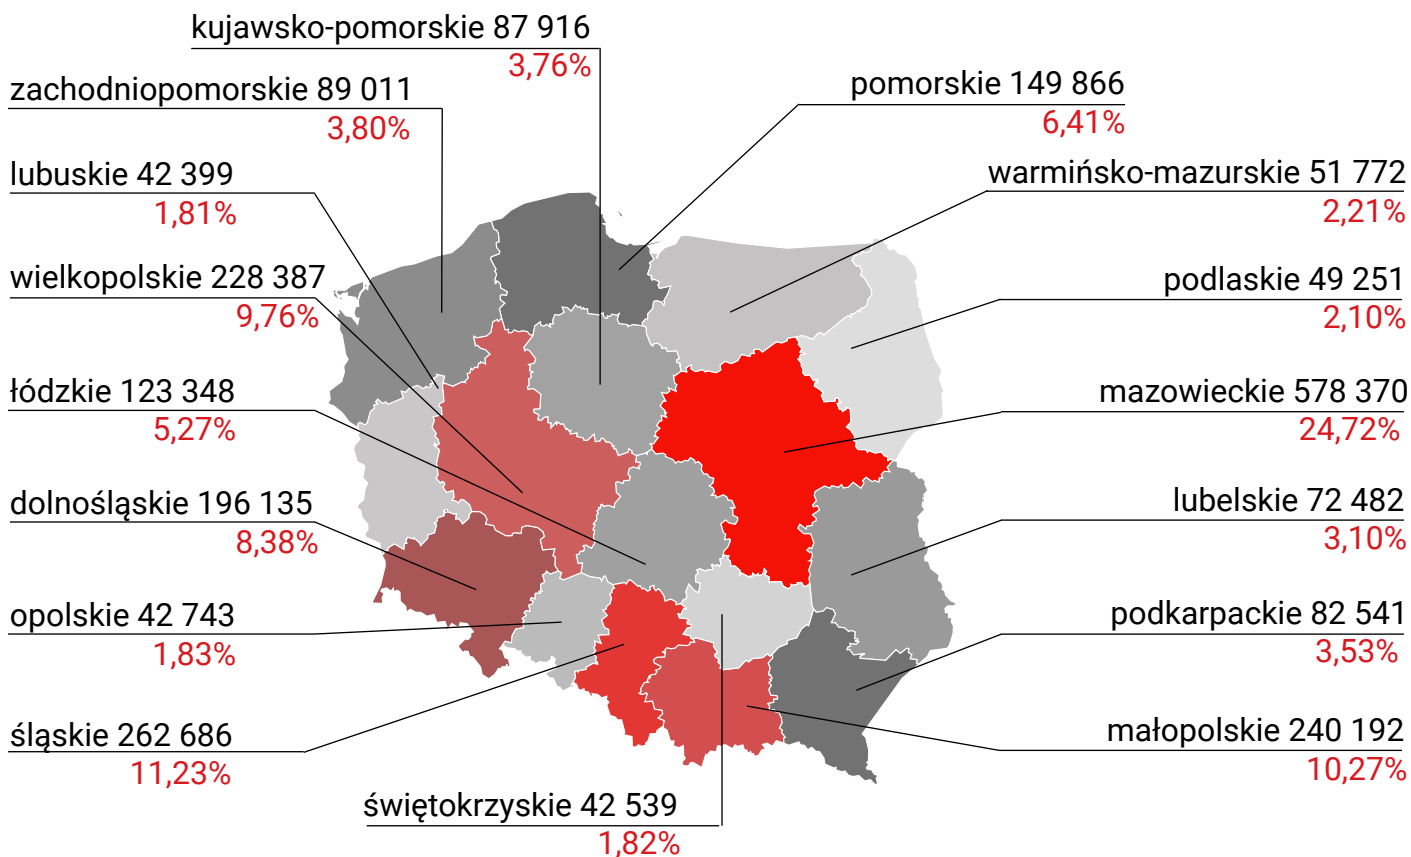 kujawsko-pomorskie 87 916
3,76%
zachodniopomorskie 89 011
3,80%
pomorskie 149 866
6,41%
lubuskie 42 399
1,81%
warmińsko-mazurskie 51 772
2,21%
wielkopolskie 228 387
9,76%
podlaskie 49 251
2,10%
łódzkie 123 348
5,27%
mazowieckie 578 370
24,72%
dolnośląskie 196 135
8,38%
lubelskie 72 482
3,10%
opolskie 42 743
1,83%
podkarpackie 82 541
3,53%
śląskie 262 686
11,23%
małopolskie 240 192
10,27%
świętokrzyskie 42 539
1,82%